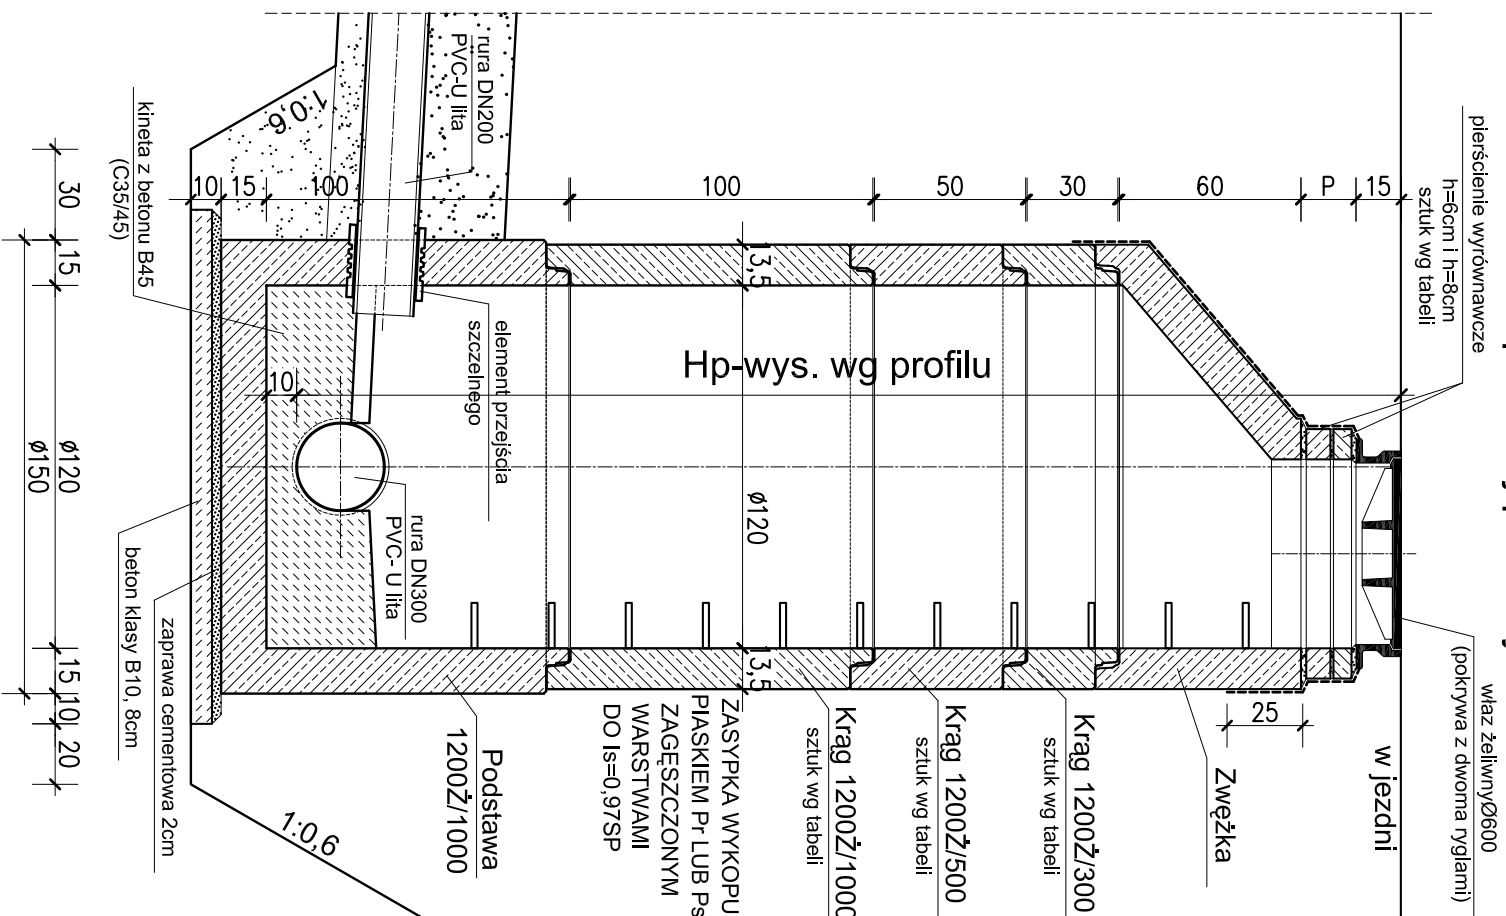 pierścienie wyrównawcze
h=6cm i h=8cm
sztuk wg tabeli
właz żeliwnyØ600
(pokrywa z dwoma ryglami)
w jezdni
Zwężka
Krąg 1200Ż/300
sztuk wg tabeli
Krąg 1200Ż/500
sztuk wg tabeli
Krąg 1200Ż/1000
sztuk wg tabeli
ZASYPKA WYKOPU
PIASKIEM Pr LUB Ps
ZAGĘSZCZONYM
WARSTWAMI
DO Is=0,97SP
Podstawa
1200Ż/1000
rura DN200
PVC-U lita
element przejścia
szczelnego
rura DN300
PVC- U lita
kineta z betonu B45
(C35/45)
zaprawa cementowa 2cm
beton klasy B10, 8cm
Hp-wys. wg profilu
1:0,6
1:0,6
10
15
100
100
50
30
60
P
15
13,5
ø120
13,5
10
25
30
15
ø120
15
10
20
ø150